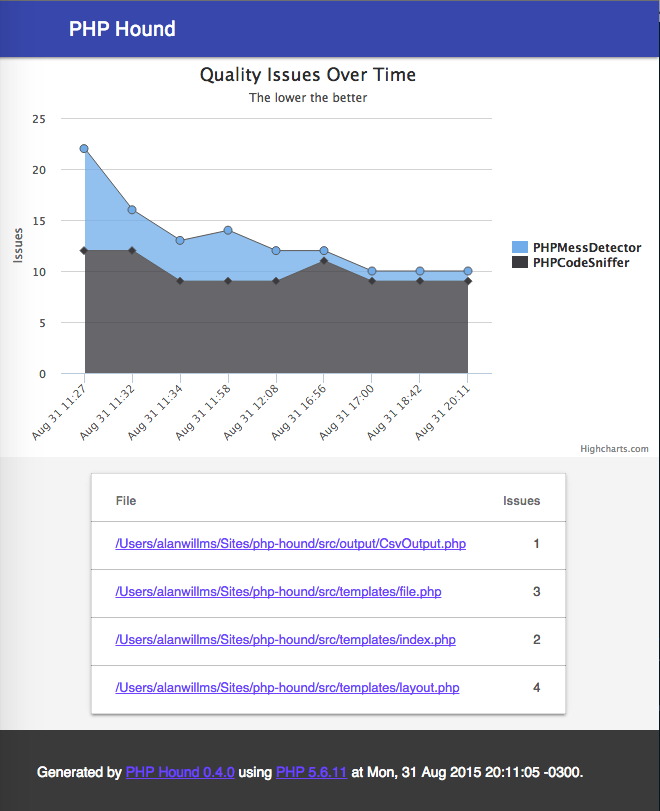 PHP Hound
Quality Issues Over Time
The lower the better
Issues
25
20
15
10
5
0
Aug 31 11:27
Aug 31 11:32
Aug 31 11:34
Aug 31 11:58
Aug 31 12:08
Aug 31 16:56
Aug 31 17:00
Aug 31 18:42
Aug 31 20:11
PHPMessDetector
PHPCodeSniffer
Highcharts.com
File Issues
/Users/alanwillms/Sites/php-hound/src/output/CsvOutput.php 1
/Users/alanwillms/Sites/php-hound/src/templates/file.php 3
/Users/alanwillms/Sites/php-hound/src/templates/index.php 2
/Users/alanwillms/Sites/php-hound/src/templates/layout.php 4
Generated by PHP Hound 0.4.0 using PHP 5.6.11 at Mon, 31 Aug 2015 20:11:05 -0300.